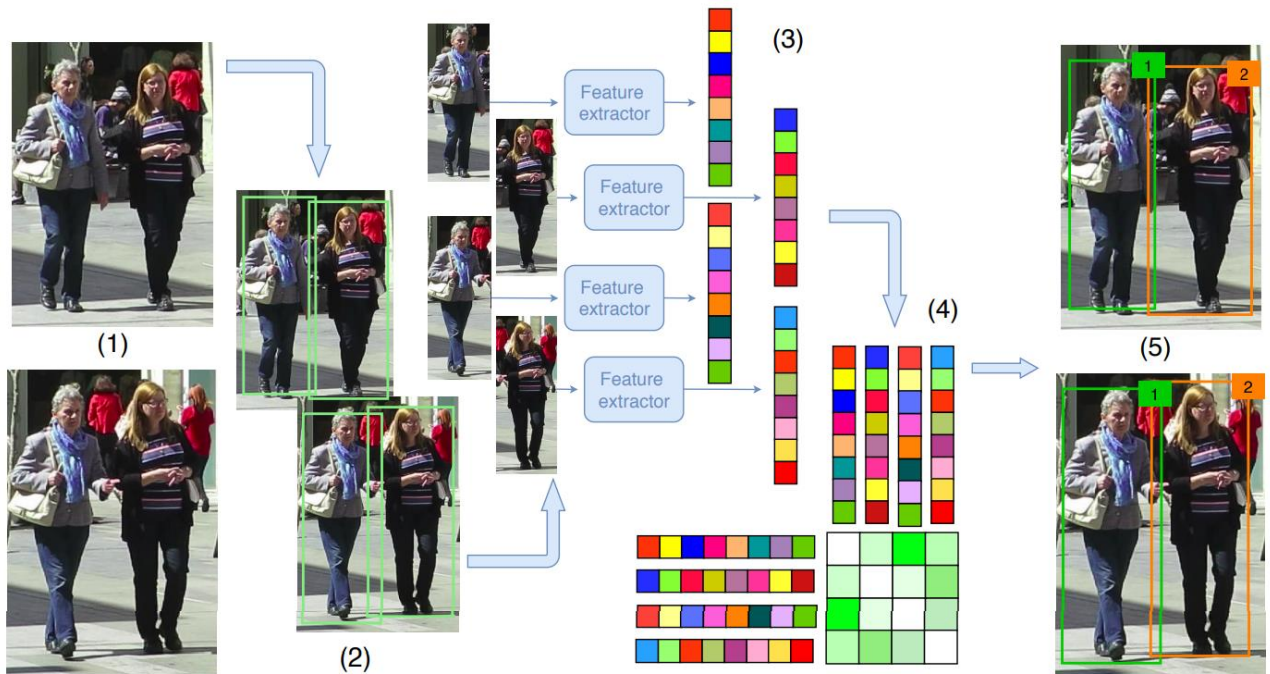 (1)
(2)
Feature
extractor
Feature
extractor
Feature
extractor
Feature
extractor
(3)
(4)
1
2
(5)
1
2